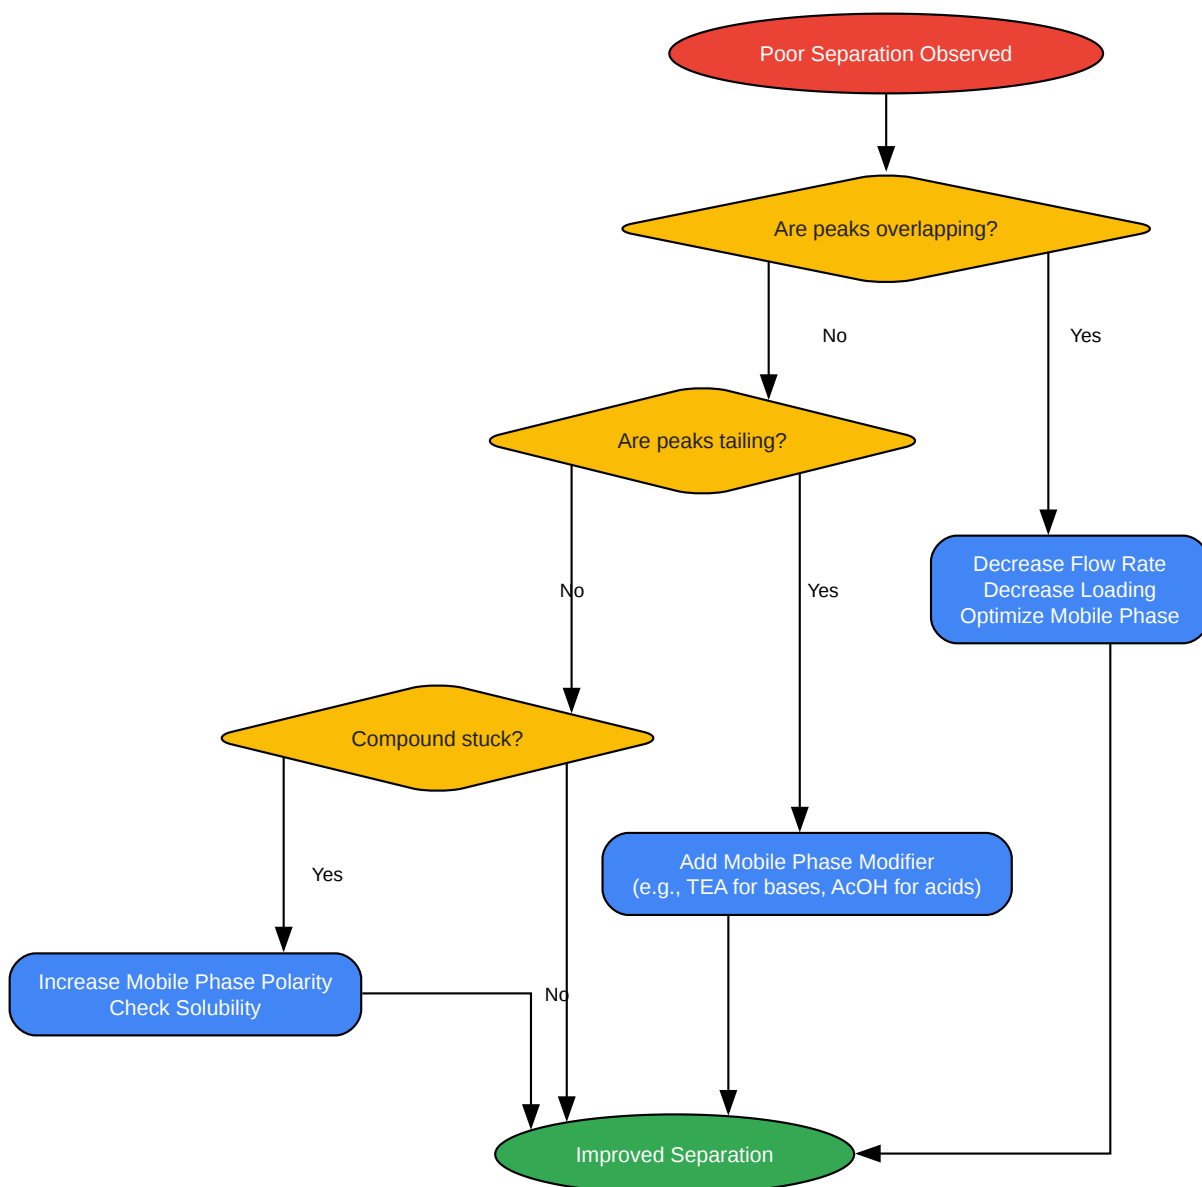 Poor Separation Observed
Are peaks overlapping?
No
Yes
Are peaks tailing?
Decrease Flow Rate
Decrease Loading
Optimize Mobile Phase
No
Yes
Compound stuck?
Add Mobile Phase Modifier
(e.g., TEA for bases, AcOH for acids)
Yes
Increase Mobile Phase Polarity
Check Solubility
No
Improved Separation